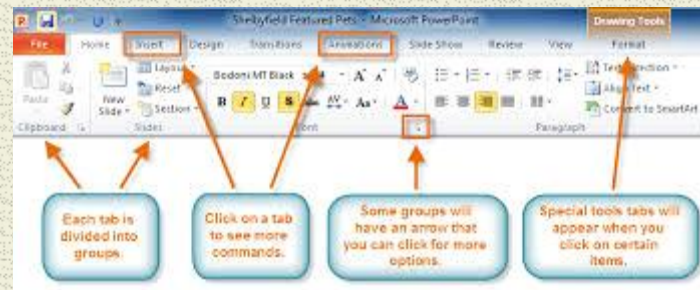 Shelbyfield Featured Pets - Microsoft PowerPoint
Drawing Tools
File Home Insert Design Transitions Animations Slide Show Review View Format
Layout
Reset
Section
Paste
New
Slide
Bodoni MT Black
B I U S abc AV Aa A
Text Direction
Align Text
Convert to SmartArt
Clipboard Slides Font Paragraph
Each tab is
divided into
groups.
Click on a tab
to see more
commands.
Some groups will
have an arrow that
you can click for more
options.
Special tools tabs will
appear when you
click on certain
items.